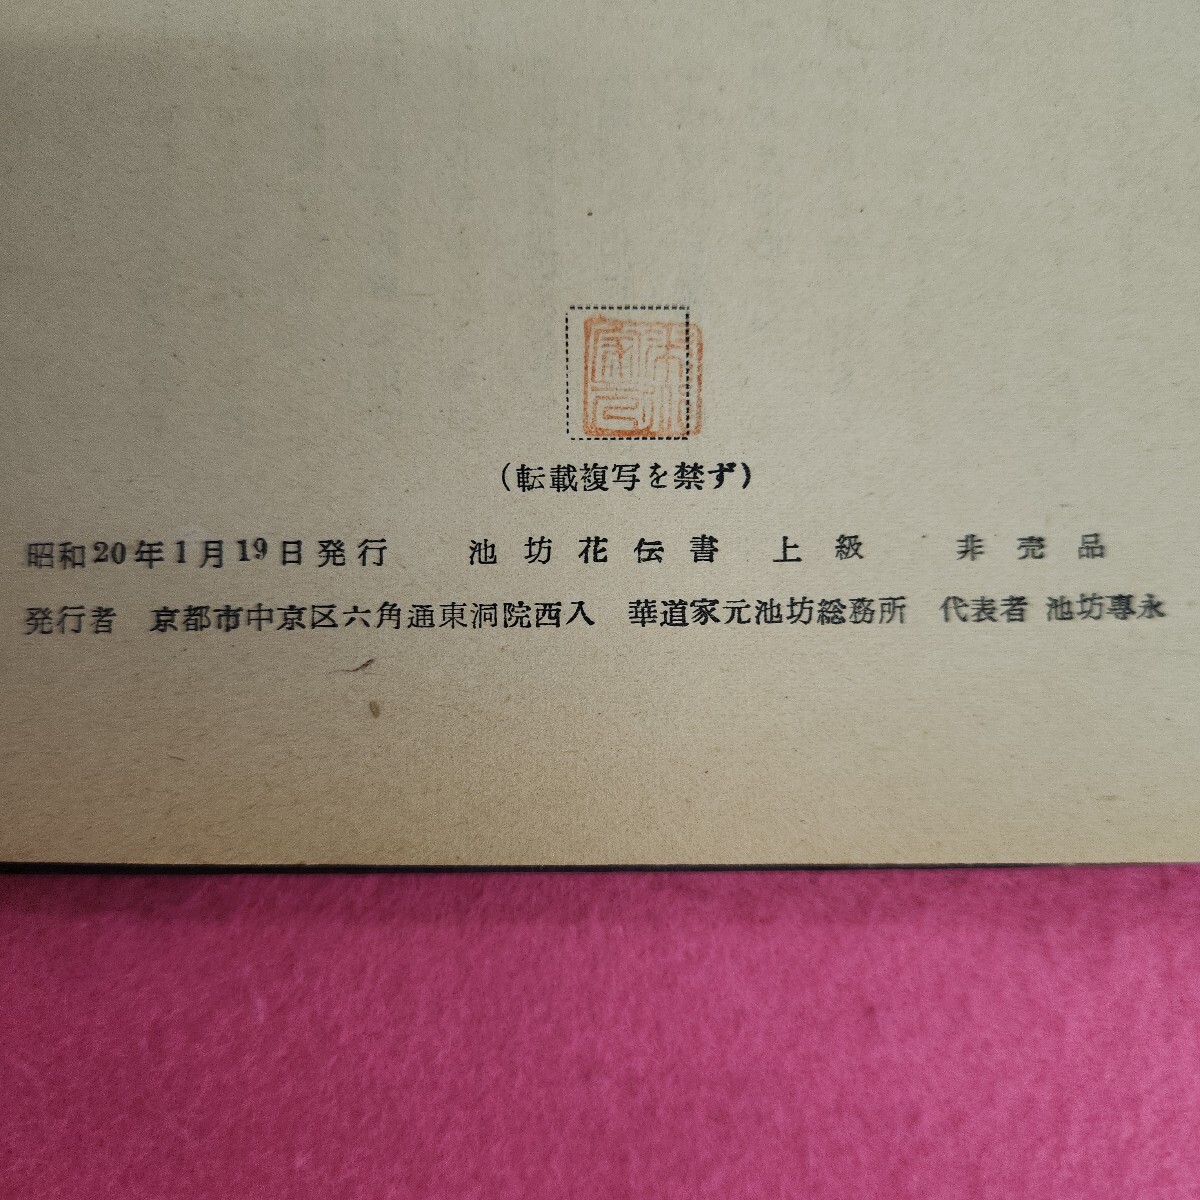 (転載複写を禁ず)
昭和20年1月19日発行 池坊花伝書 上級 非売品
発行者 京都市中京区六角通東洞院西入 華道家元池坊総務所 代表者 池坊専永